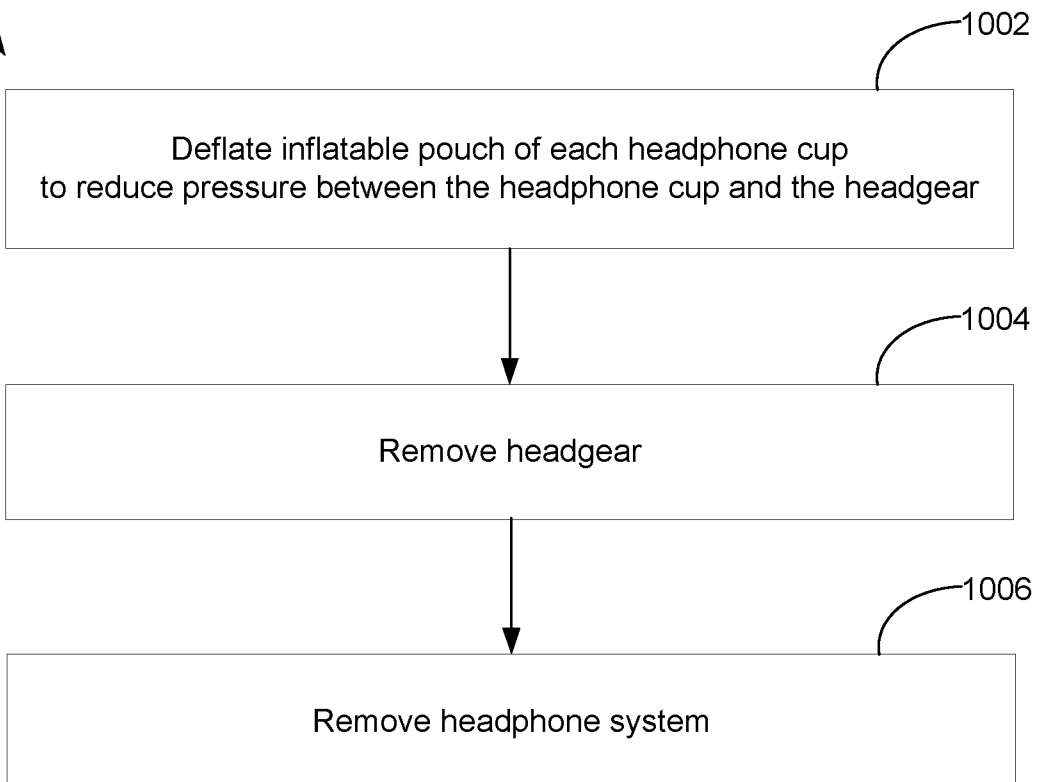 1002
Deflate inflatable pouch of each headphone cup
to reduce pressure between the headphone cup and the headgear
1004
Remove headgear
1006
Remove headphone system